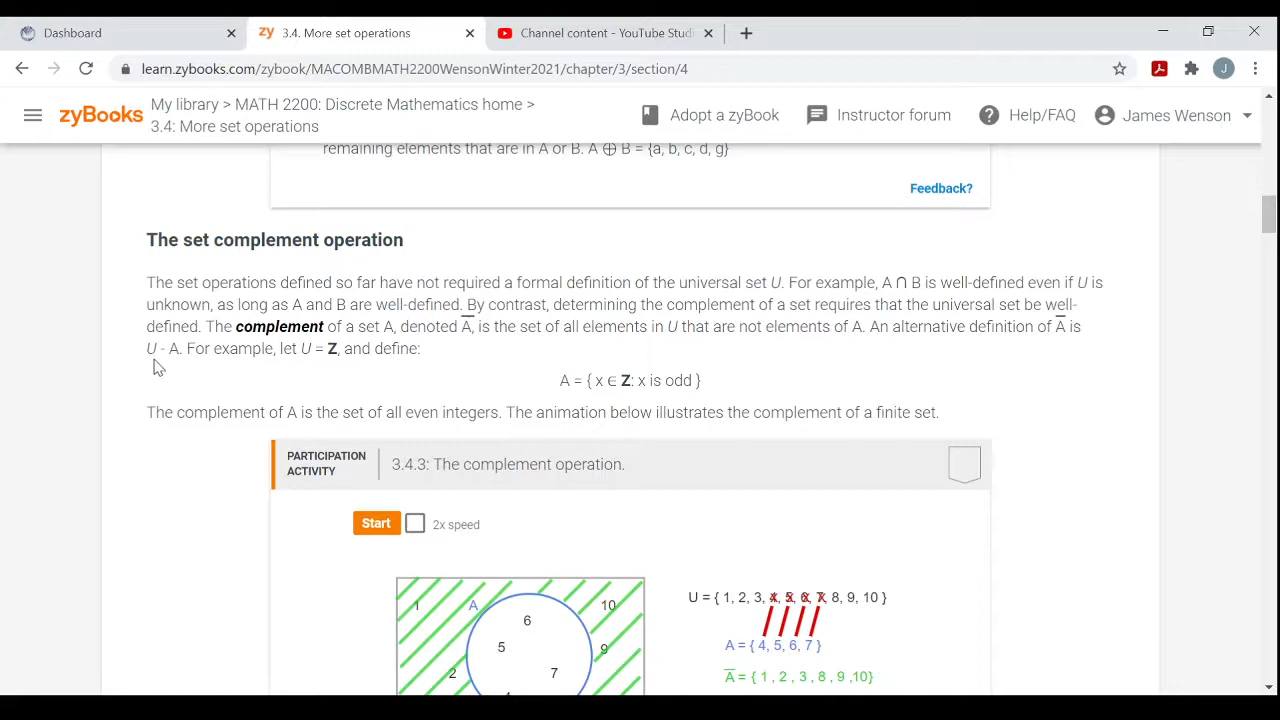 Dashboard
zy 3.4. More set operations
Channel content - YouTube Studi
learn.zybooks.com/zybook/MACOMBMATH2200WensonWinter2021/chapter/3/section/4
J
zyBooks
My library > MATH 2200: Discrete Mathematics home >
3.4: More set operations
Adopt a zyBook
Instructor forum
Help/FAQ
James Wenson
remaining elements that are in A or B. A ⊕ B = {a, b, c, d, g}
Feedback?
The set complement operation
The set operations defined so far have not required a formal definition of the universal set U. For example, A ∩ B is well-defined even if U is
unknown, as long as A and B are well-defined. By contrast, determining the complement of a set requires that the universal set be well-
defined. The complement of a set A, denoted A̅, is the set of all elements in U that are not elements of A. An alternative definition of A̅ is
U - A. For example, let U = Z, and define:
A = { x ∈ Z: x is odd }
The complement of A is the set of all even integers. The animation below illustrates the complement of a finite set.
PARTICIPATION
ACTIVITY
3.4.3: The complement operation.
Start
2x speed
1
A
6
10
5
9
2
7
U = { 1, 2, 3, 4, 5, 6, 7, 8, 9, 10 }
A = { 4, 5, 6, 7 }
A̅ = { 1 , 2 , 3 , 8 , 9 ,10}